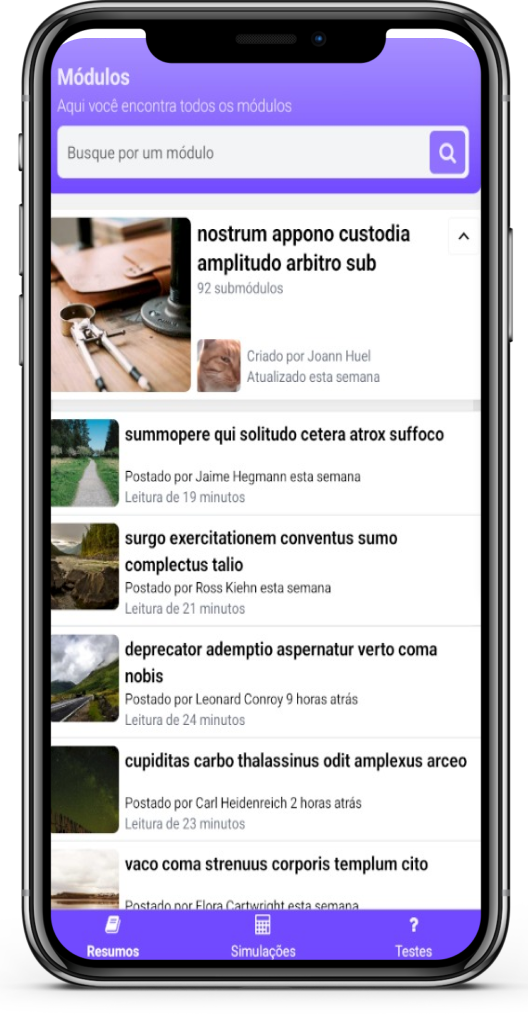 Módulos
Aqui você encontra todos os módulos
Busque por um módulo
nostrum appono custodia
amplitudo arbitro sub
92 submódulos
Criado por Joann Huel
Atualizado esta semana
summopere qui solitudo cetera atrox suffoco
Postado por Jaime Hegmann esta semana
Leitura de 19 minutos
surgo exercitationem conventus sumo
complectus talio
Postado por Ross Kiehn esta semana
Leitura de 21 minutos
deprecator ademptio aspernatur verto coma
nobis
Postado por Leonard Conroy 9 horas atrás
Leitura de 24 minutos
cupiditas carbo thalassinus odit amplexus arceo
Postado por Carl Heidenreich 2 horas atrás
Leitura de 23 minutos
vaco coma strenuus corporis templum cito
Postado por Flora Cartwright esta semana
Resumos
Simulações
Testes